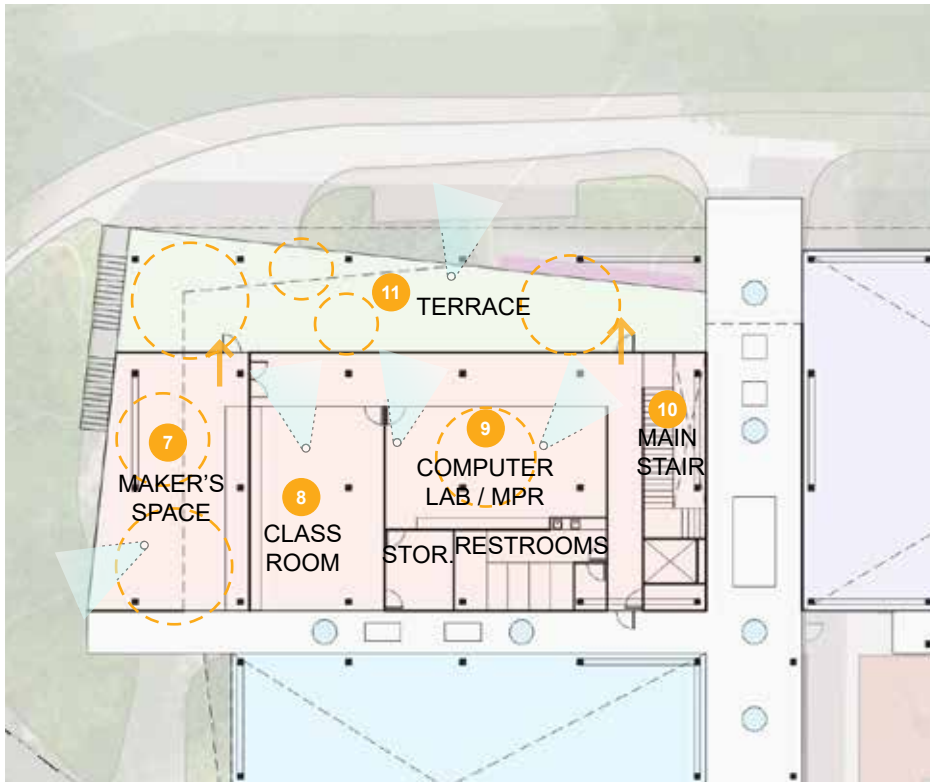 11
TERRACE
7
MAKER'S
SPACE
8
CLASS
ROOM
9
COMPUTER
LAB / MPR
10
MAIN
STAIR
STOR.
RESTROOMS